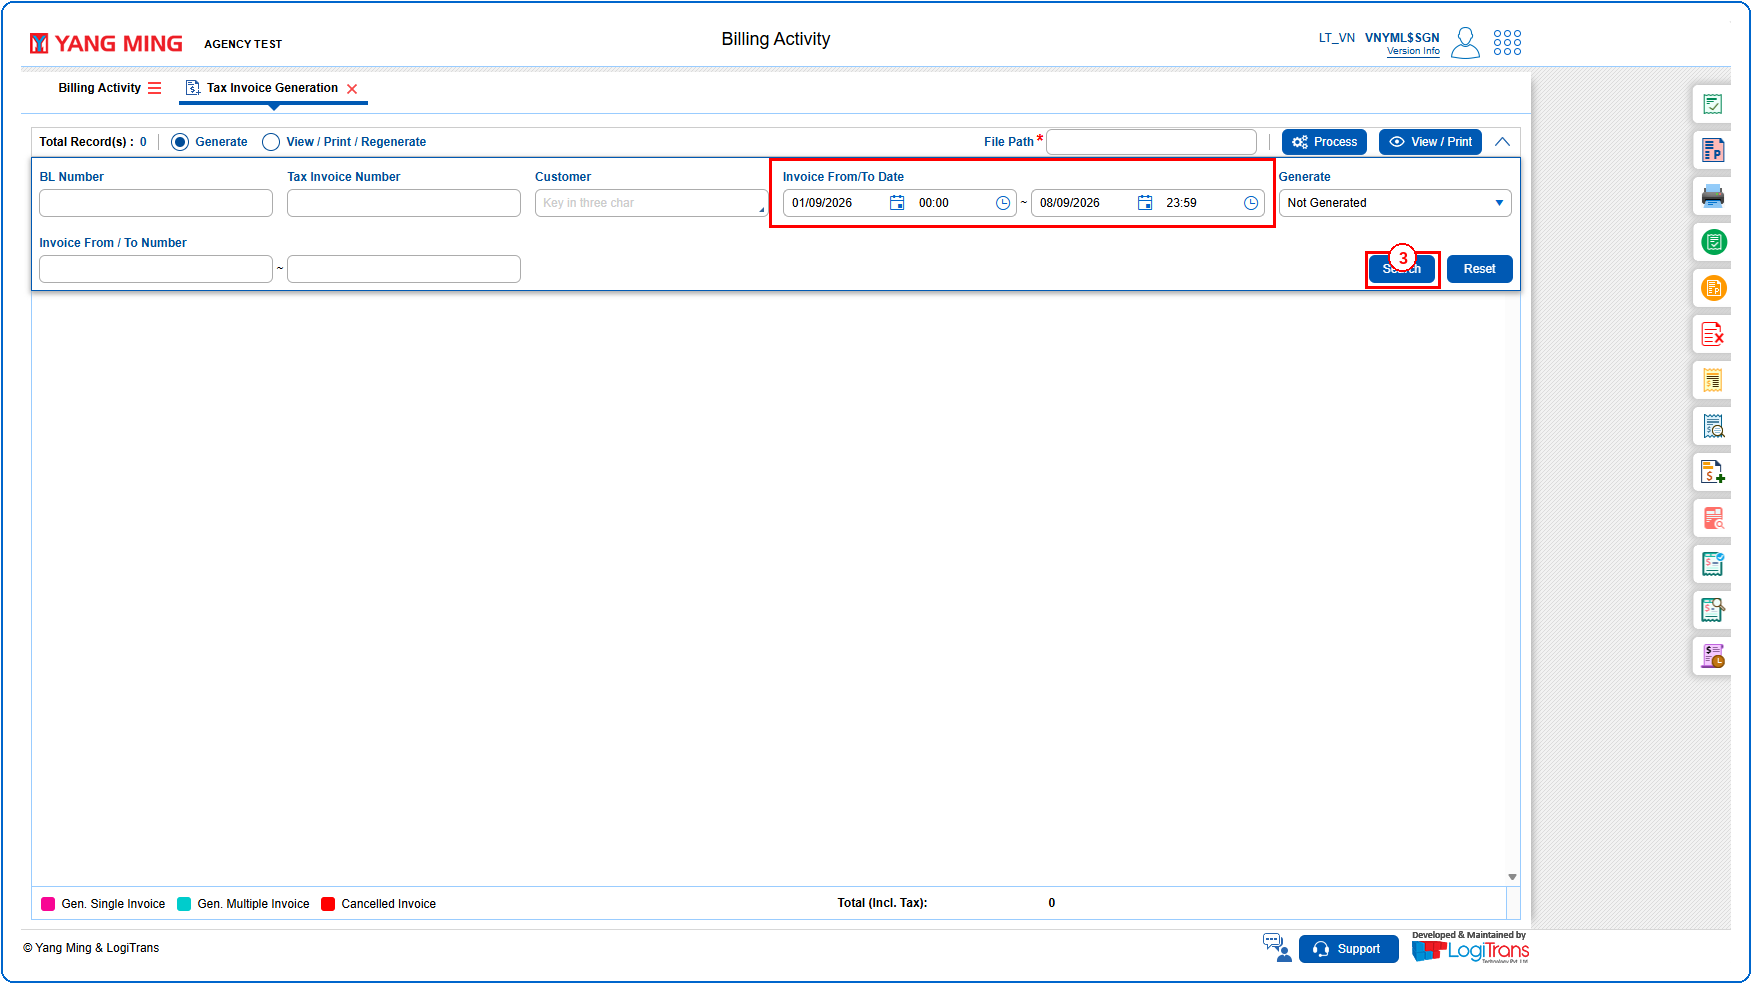 YANG MING AGENCY TEST
Billing Activity
LT_VN VNYML$SGN
Version Info
Billing Activity
Tax Invoice Generation
Total Record(s) : 0
Generate
View / Print / Regenerate
File Path *
Process
View / Print
BL Number
Tax Invoice Number
Customer
Invoice From/To Date
Generate
Key in three char
01/09/2026
00:00
~
08/09/2026
23:59
Not Generated
Invoice From / To Number
~
3
Search
Reset
Gen. Single Invoice
Gen. Multiple Invoice
Cancelled Invoice
Total (Incl. Tax):
0
© Yang Ming & LogiTrans
Support
Developed & Maintained by
LogiTrans
Technology Pvt. Ltd